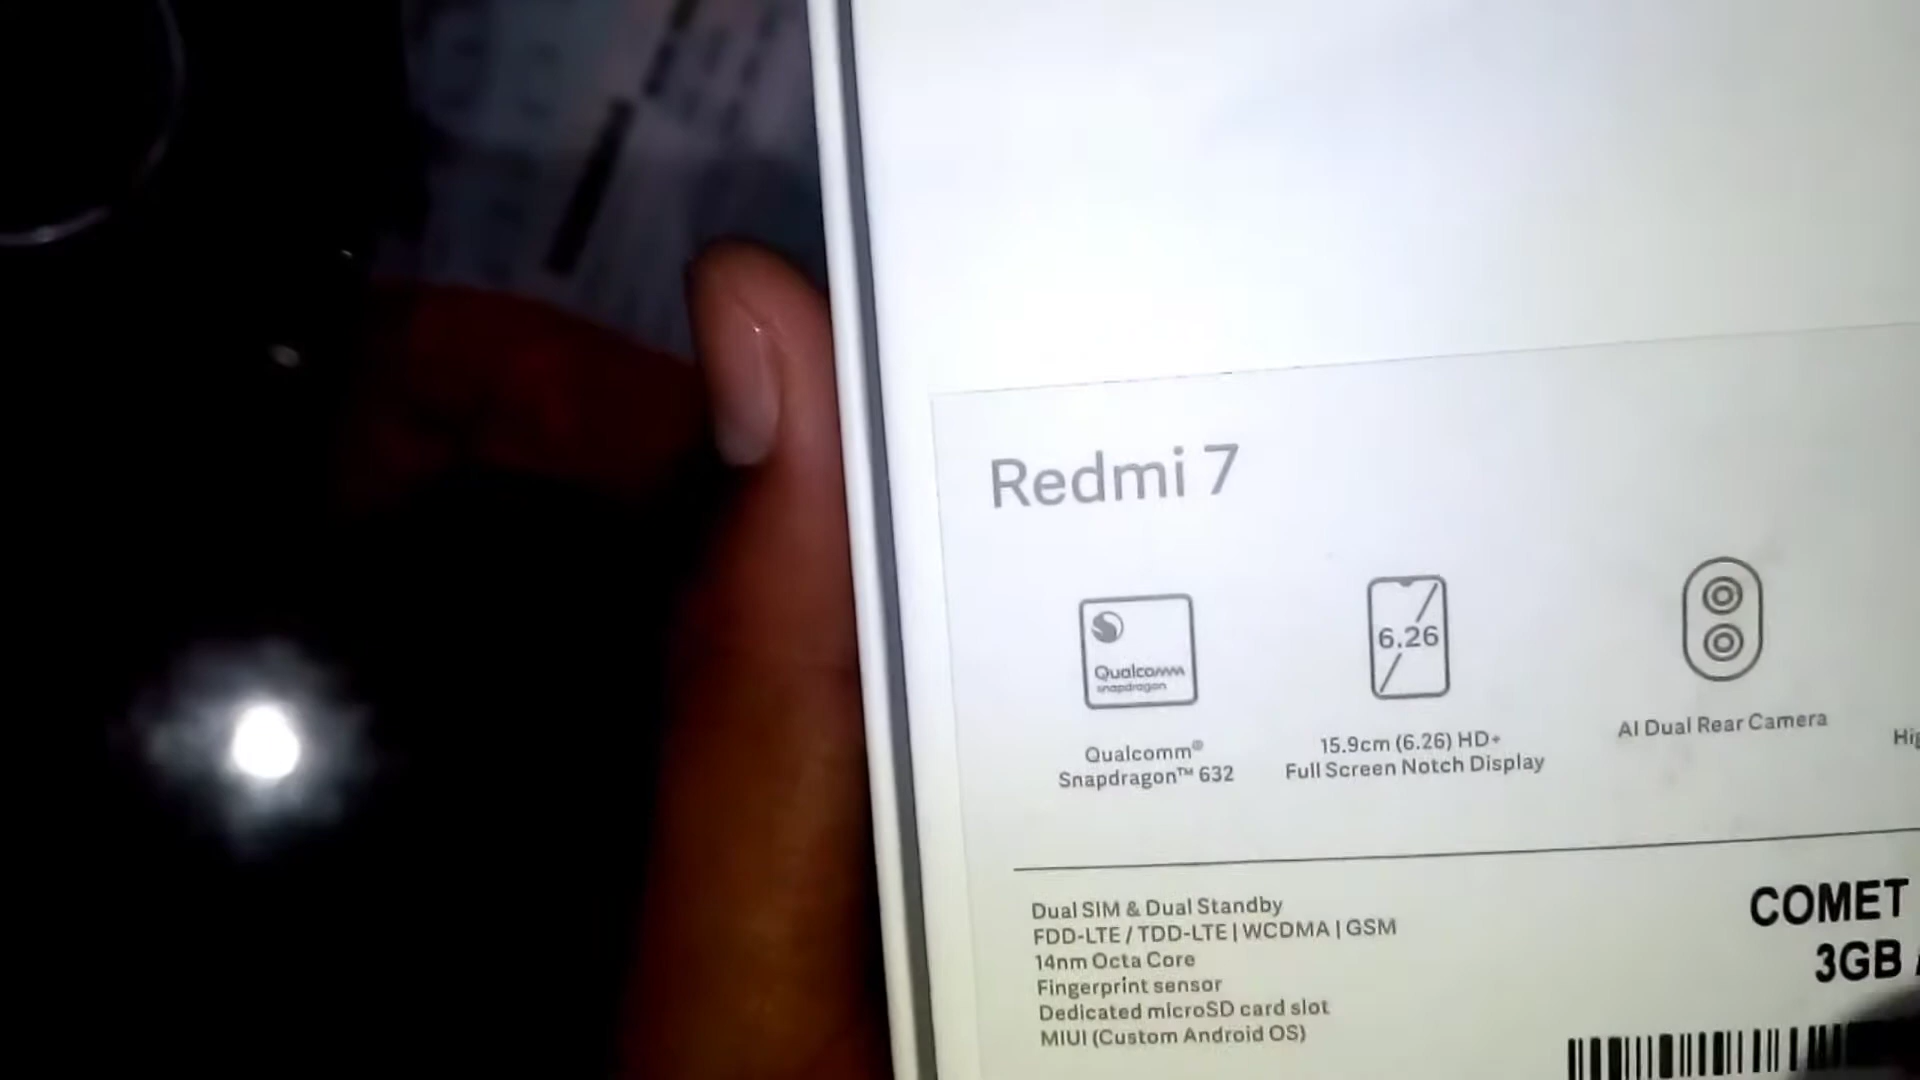 Redmi 7
Qualcomm
snapdragon
6.26
Qualcomm®
Snapdragon™ 632
15.9cm (6.26) HD+
Full Screen Notch Display
AI Dual Rear Camera
Dual SIM & Dual Standby
FDD-LTE / TDD-LTE | WCDMA | GSM
14nm Octa Core
Fingerprint sensor
Dedicated microSD card slot
MIUI (Custom Android OS)
COMET
3GB